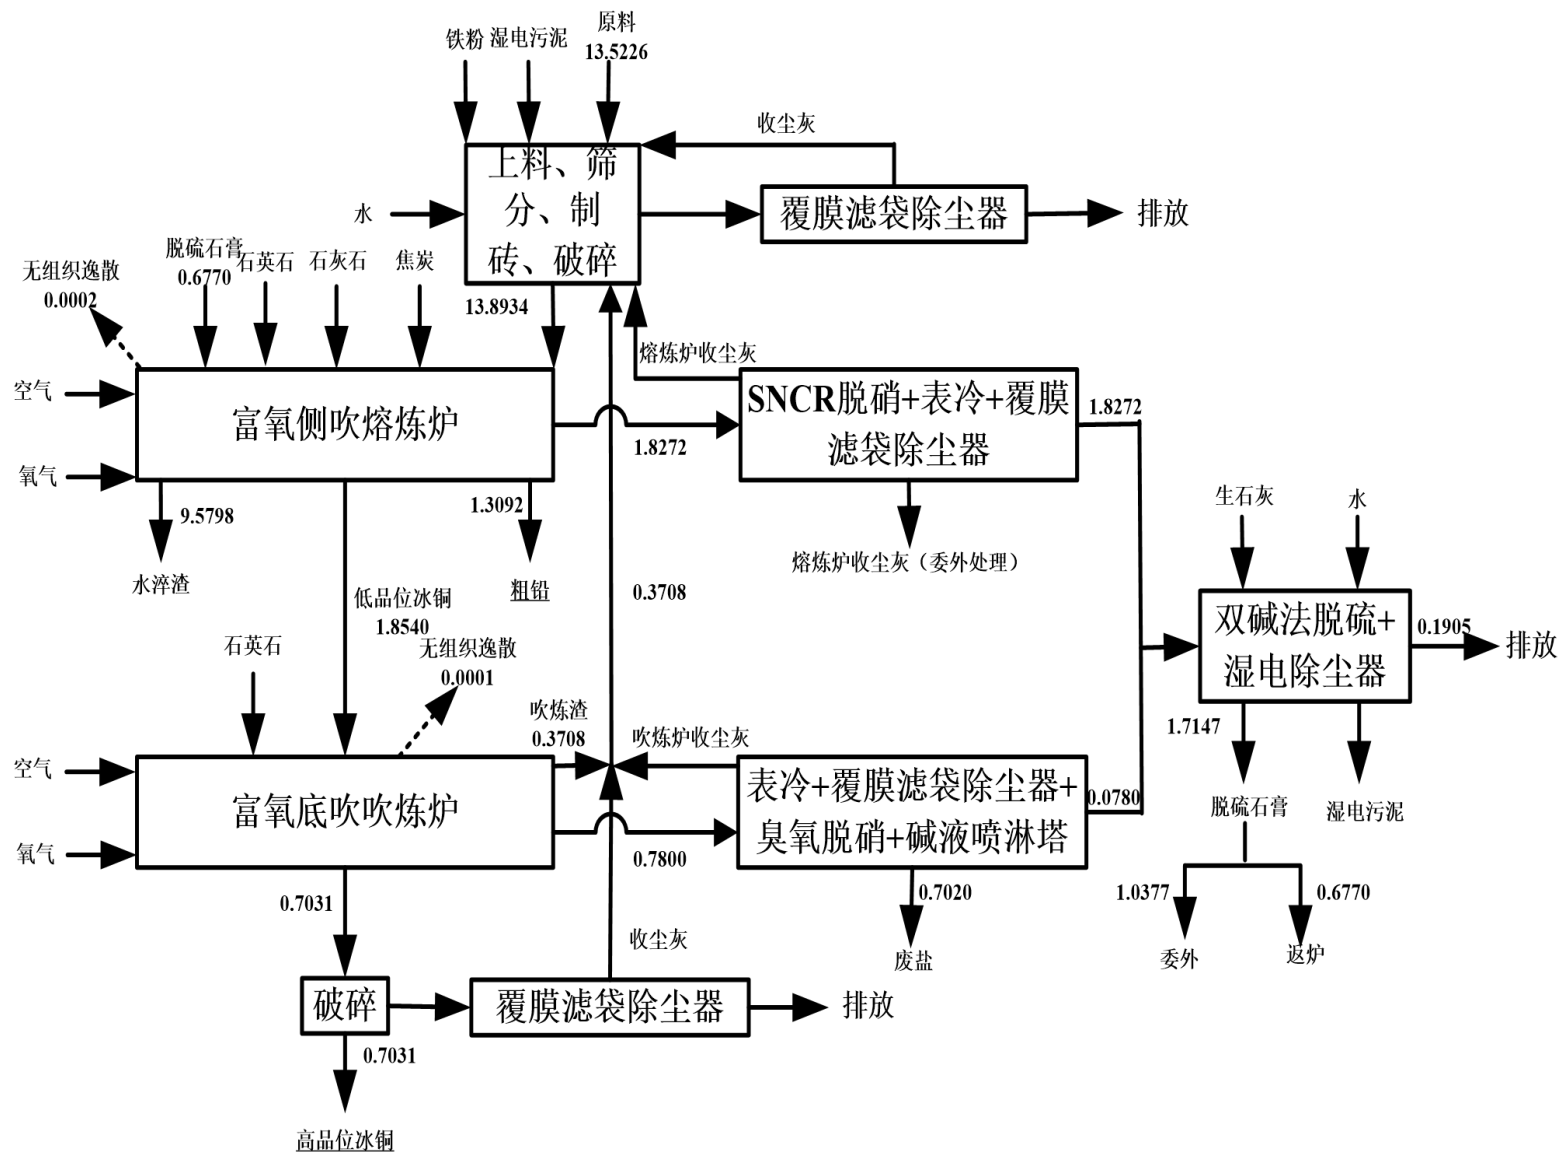 铁粉
湿电污泥
原料
13.5226
收尘灰
上料、筛
分、制
砖、破碎
水
覆膜滤袋除尘器
排放
无组织逸散
0.0002
脱硫石膏
0.6770
石英石
石灰石
焦炭
13.8934
空气
氧气
富氧侧吹熔炼炉
熔炼炉收尘灰
SNCR脱硝+表冷+覆膜
滤袋除尘器
1.8272
1.8272
9.5798
水淬渣
1.3092
粗铅
熔炼炉收尘灰（委外处理）
生石灰
水
低品位冰铜
1.8540
0.3708
双碱法脱硫+
湿电除尘器
0.1905
排放
石英石
无组织逸散
0.0001
吹炼渣
0.3708
吹炼炉收尘灰
1.7147
脱硫石膏
湿电污泥
空气
氧气
富氧底吹吹炼炉
表冷+覆膜滤袋除尘器+
臭氧脱硝+碱液喷淋塔
0.0780
0.7800
0.7031
0.7020
废盐
1.0377
0.6770
委外
返炉
收尘灰
破碎
覆膜滤袋除尘器
排放
0.7031
高品位冰铜